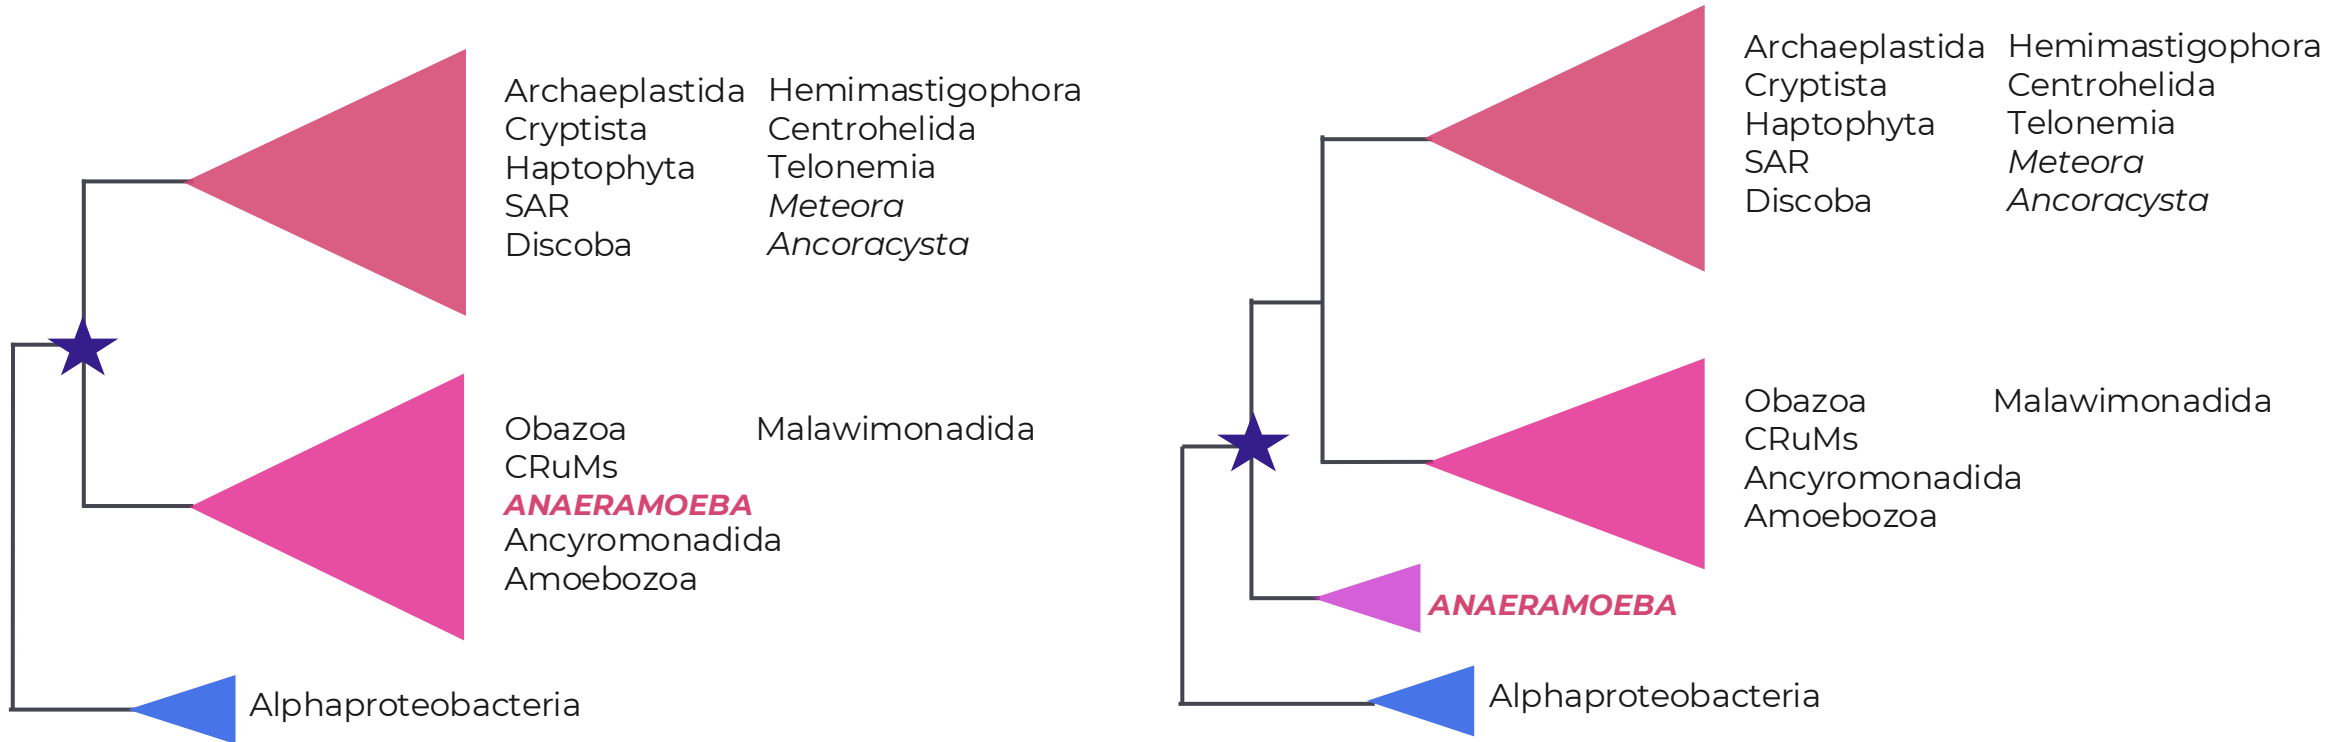 Archaeplastida
Cryptista
Haptophyta
SAR
Discoba
Hemimastigophora
Centrohelida
Telonemia
Meteora
Ancoracysta
Obazoa
CRuMs
ANAERAMOEBA
Ancyromonadida
Amoebozoa
Malawimonadida
Alphaproteobacteria
Archaeplastida
Cryptista
Haptophyta
SAR
Discoba
Hemimastigophora
Centrohelida
Telonemia
Meteora
Ancoracysta
Obazoa
CRuMs
Ancyromonadida
Amoebozoa
Malawimonadida
ANAERAMOEBA
Alphaproteobacteria